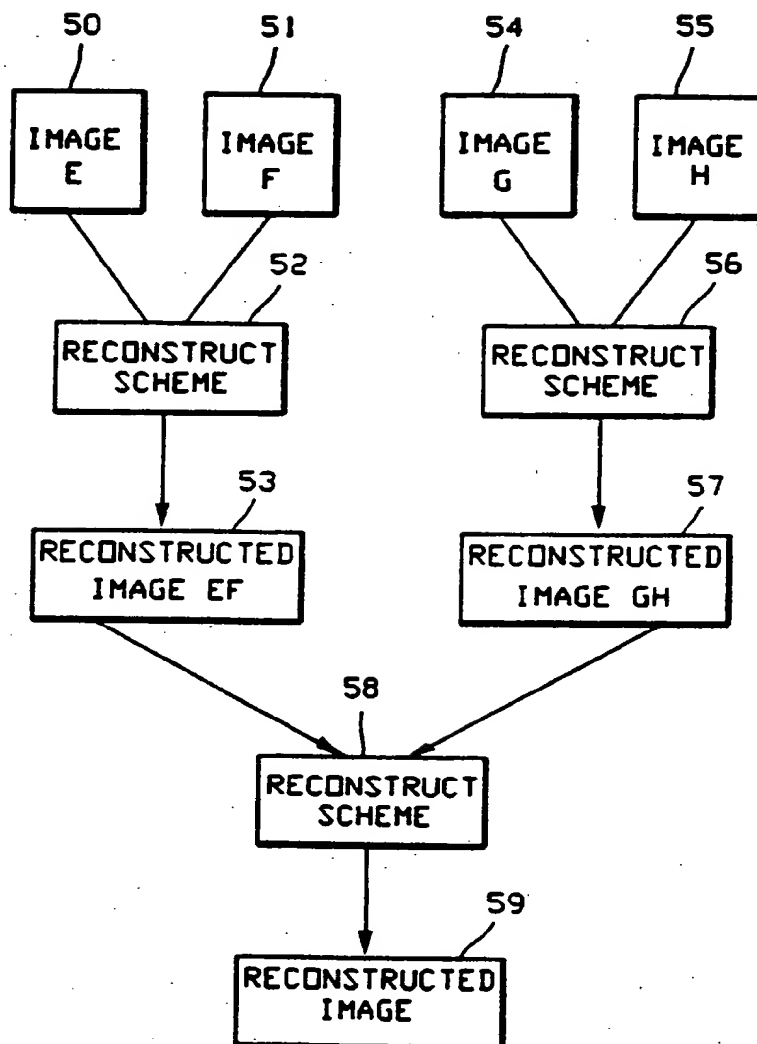 50
51
54
55
IMAGE
E
IMAGE
F
IMAGE
G
IMAGE
H
52
56
RECONSTRUCT
SCHEME
RECONSTRUCT
SCHEME
53
57
RECONSTRUCTED
IMAGE EF
RECONSTRUCTED
IMAGE GH
58
RECONSTRUCT
SCHEME
59
RECONSTRUCTED
IMAGE